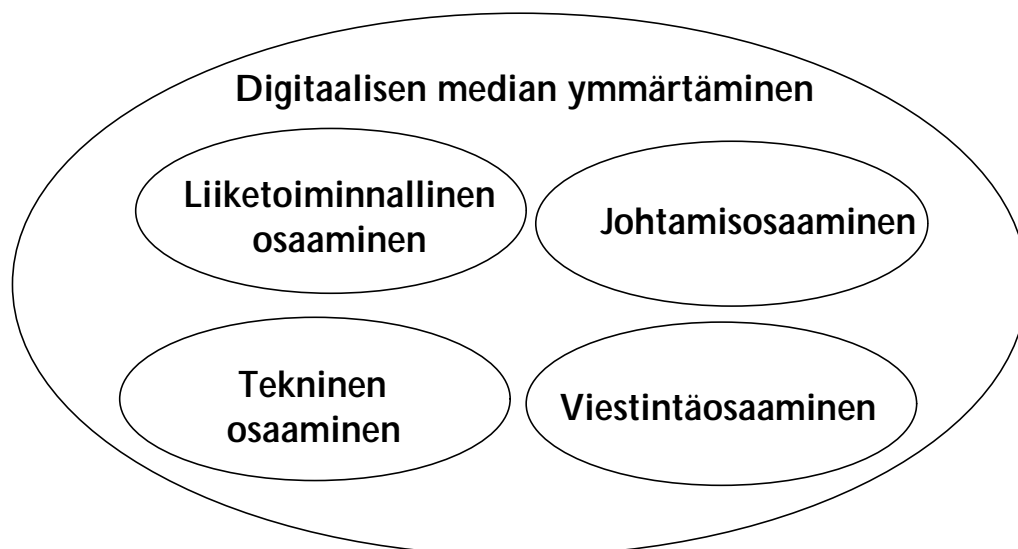 Digitaalisen median ymmärtäminen
Liiketoiminnallinen
osaaminen
Johtamisosaaminen
Tekninen
osaaminen
Viestintäosaaminen